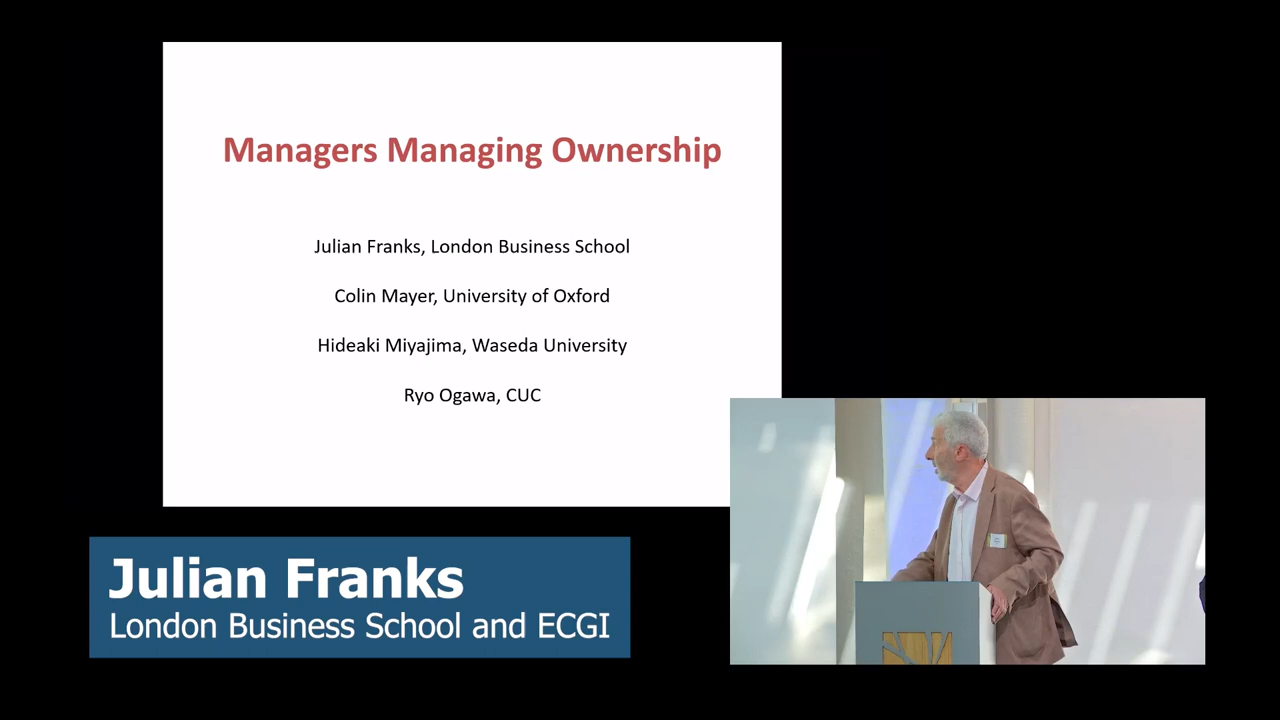 Managers Managing Ownership
Julian Franks, London Business School
Colin Mayer, University of Oxford
Hideaki Miyajima, Waseda University
Ryo Ogawa, CUC
Julian Franks
London Business School and ECGI